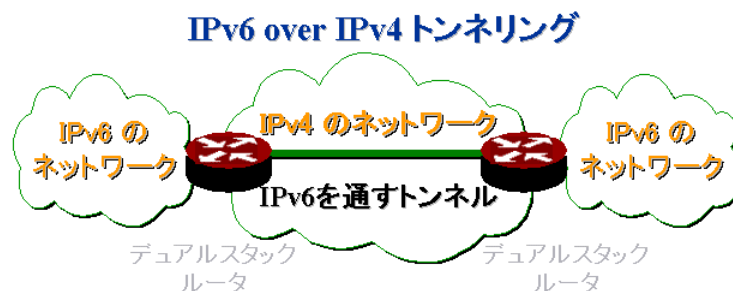 IPv6 over IPv4 トンネリング
IPv6 の
ネットワーク
IPv4 のネットワーク
IPv6 の
ネットワーク
IPv6を通すトンネル
デュアルスタック
ルータ
デュアルスタック
ルータ